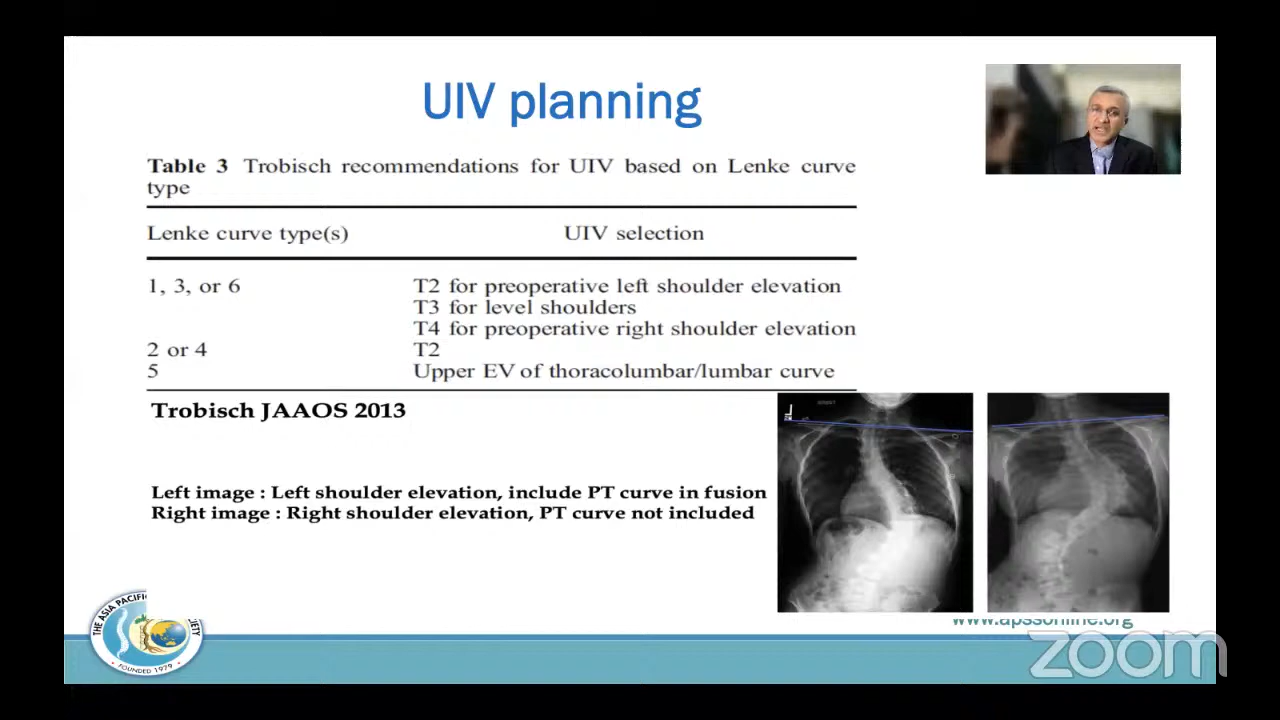 UIV planning
Table 3 Trobisch recommendations for UIV based on Lenke curve
type
Lenke curve type(s) UIV selection
1, 3, or 6 T2 for preoperative left shoulder elevation
T3 for level shoulders
T4 for preoperative right shoulder elevation
2 or 4 T2
5 Upper EV of thoracolumbar/lumbar curve
Trobisch JAAOS 2013
L
Left image : Left shoulder elevation, include PT curve in fusion
Right image : Right shoulder elevation, PT curve not included
THE ASIA PACIFIC
FOUNDED 1979
www.apssonline.org
zoom